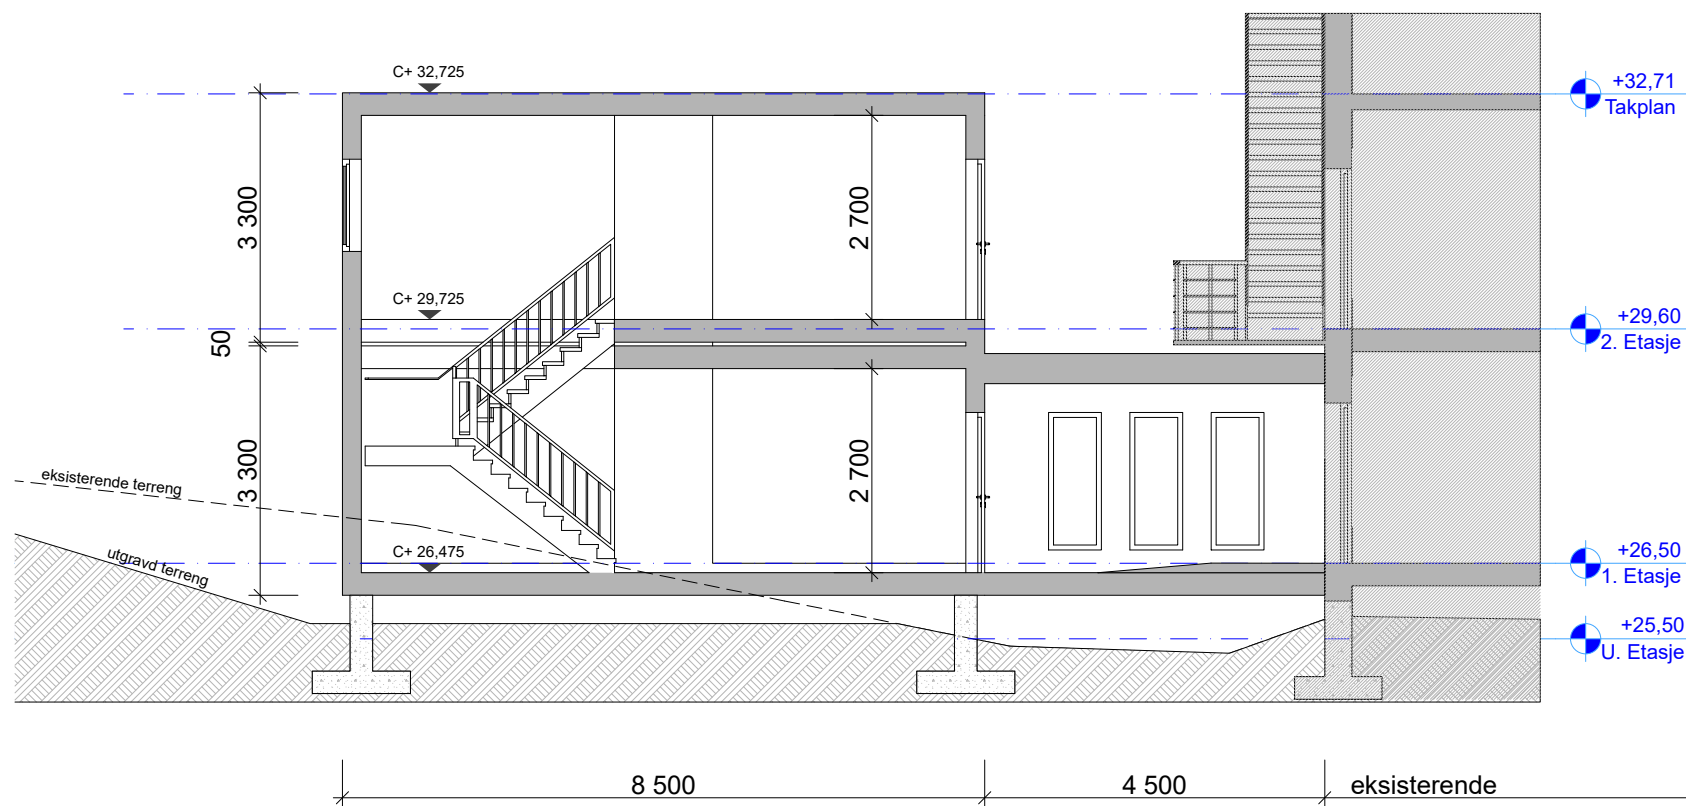 C+ 32,725
+32,71
Takplan
3 300
2 700
C+ 29,725
+29,60
2. Etasje
50
3 300
2 700
eksisterende terreng
utgravd terreng
C+ 26,475
+26,50
1. Etasje
+25,50
U. Etasje
8 500
4 500
eksisterende